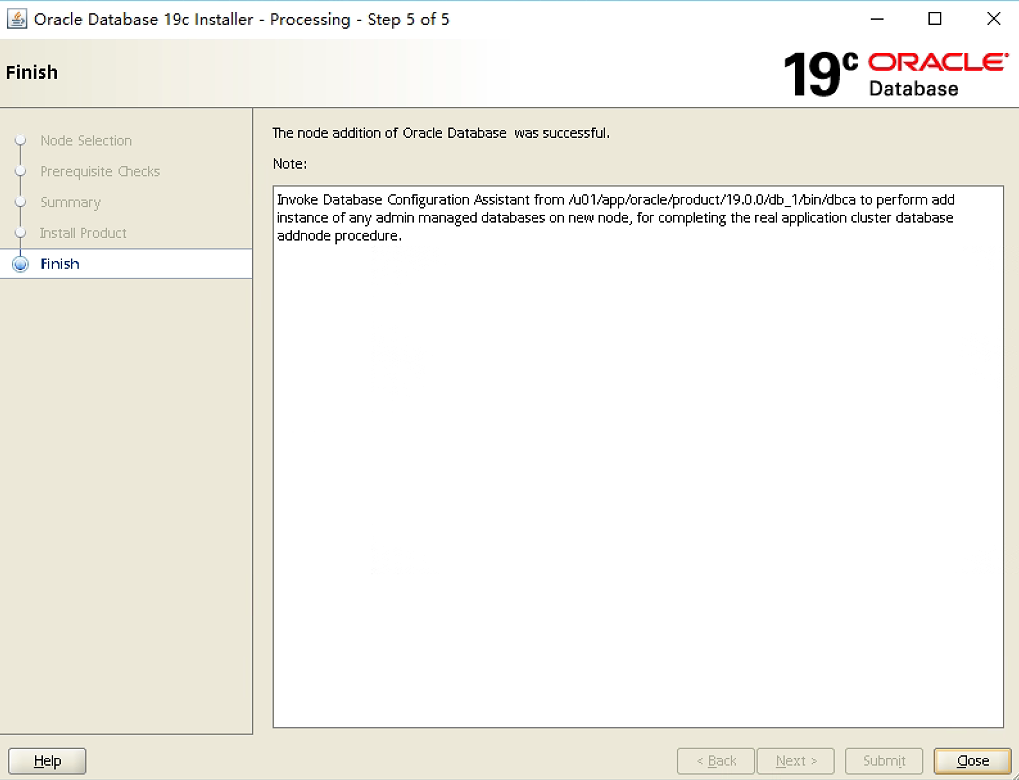 Oracle Database 19c Installer - Processing - Step 5 of 5
Finish
19c ORACLE
Database
Node Selection
Prerequisite Checks
Summary
Install Product
Finish
The node addition of Oracle Database was successful.
Note:
Invoke Database Configuration Assistant from /u01/app/oracle/product/19.0.0/db_1/bin/dbca to perform add
instance of any admin managed databases on new node, for completing the real application cluster database
addnode procedure.
Help
< Back
Next >
Submit
Close